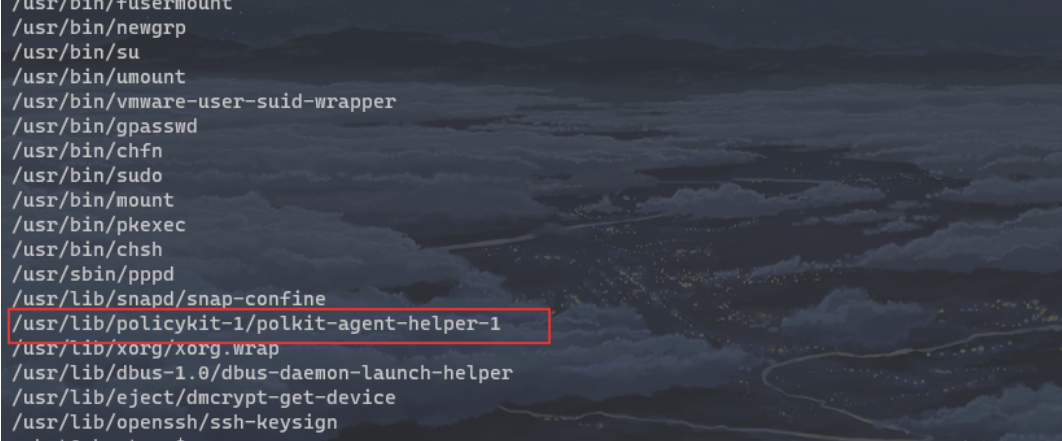 /usr/bin/fusermount
/usr/bin/newgrp
/usr/bin/su
/usr/bin/umount
/usr/bin/vmware-user-suid-wrapper
/usr/bin/gpasswd
/usr/bin/chfn
/usr/bin/sudo
/usr/bin/mount
/usr/bin/pkexec
/usr/bin/chsh
/usr/sbin/pppd
/usr/lib/snapd/snap-confine
/usr/lib/policykit-1/polkit-agent-helper-1
/usr/lib/xorg/xorg.wrap
/usr/lib/dbus-1.0/dbus-daemon-launch-helper
/usr/lib/eject/dmcrypt-get-device
/usr/lib/openssh/ssh-keysign